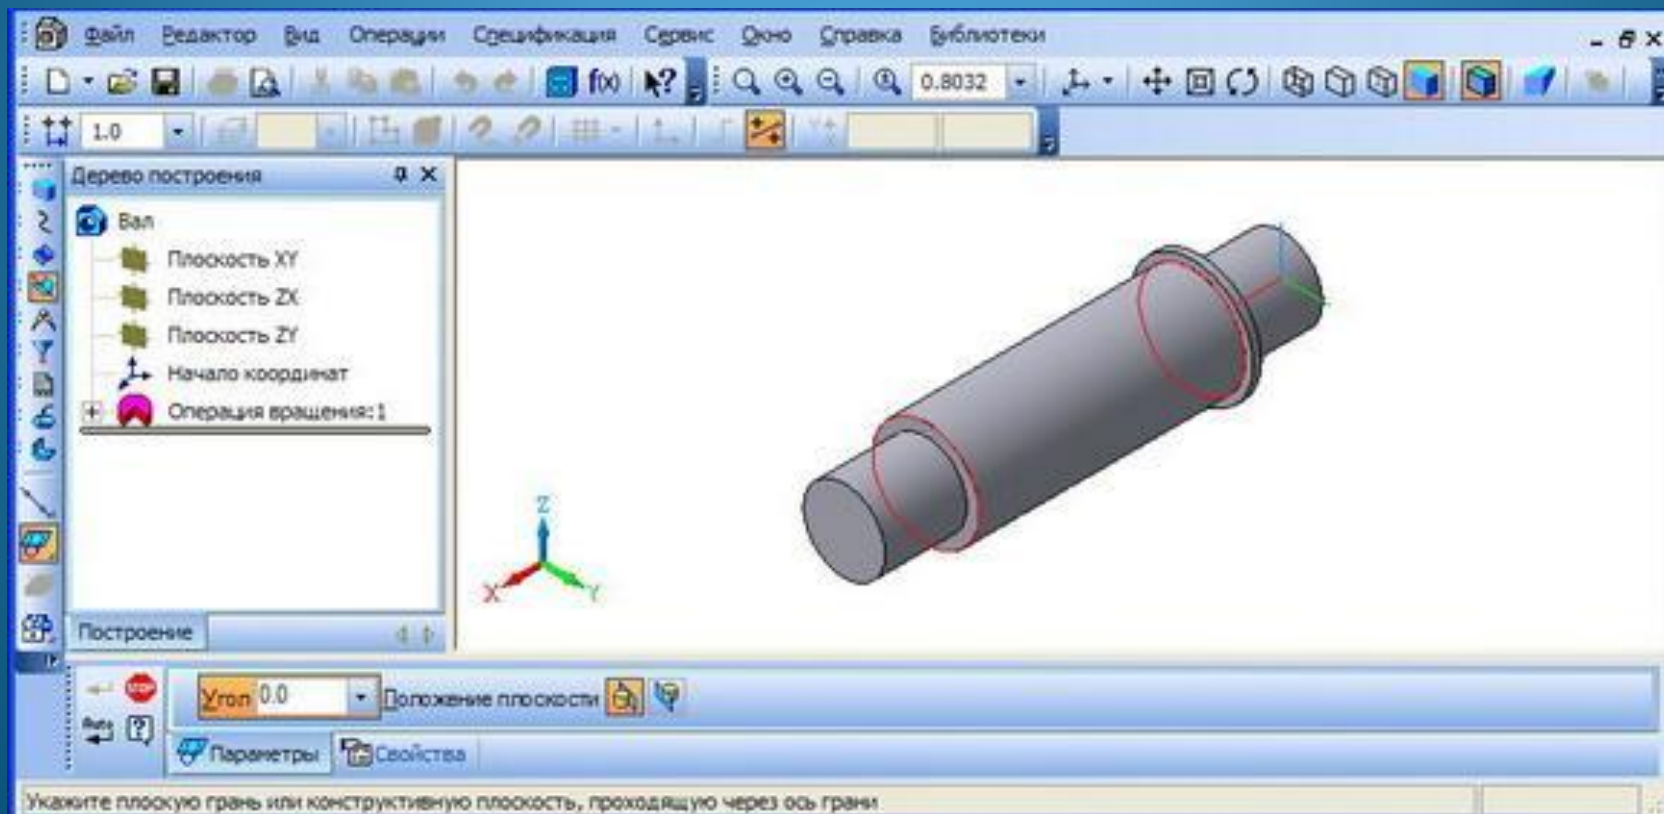 Файл Редактор Вид Операции Спецификация Сервис Окно Справка Библиотеки
f(x) 0.8032
1.0
Дерево построения
Вал
Плоскость XY
Плоскость ZX
Плоскость ZY
Начало координат
Операция вращения:1
Z
X Y
Построение
STOP
Угол 0.0 Положение плоскости
Auto
Параметры Свойства
Укажите плоскую грань или конструктивную плоскость, проходящую через ось грани